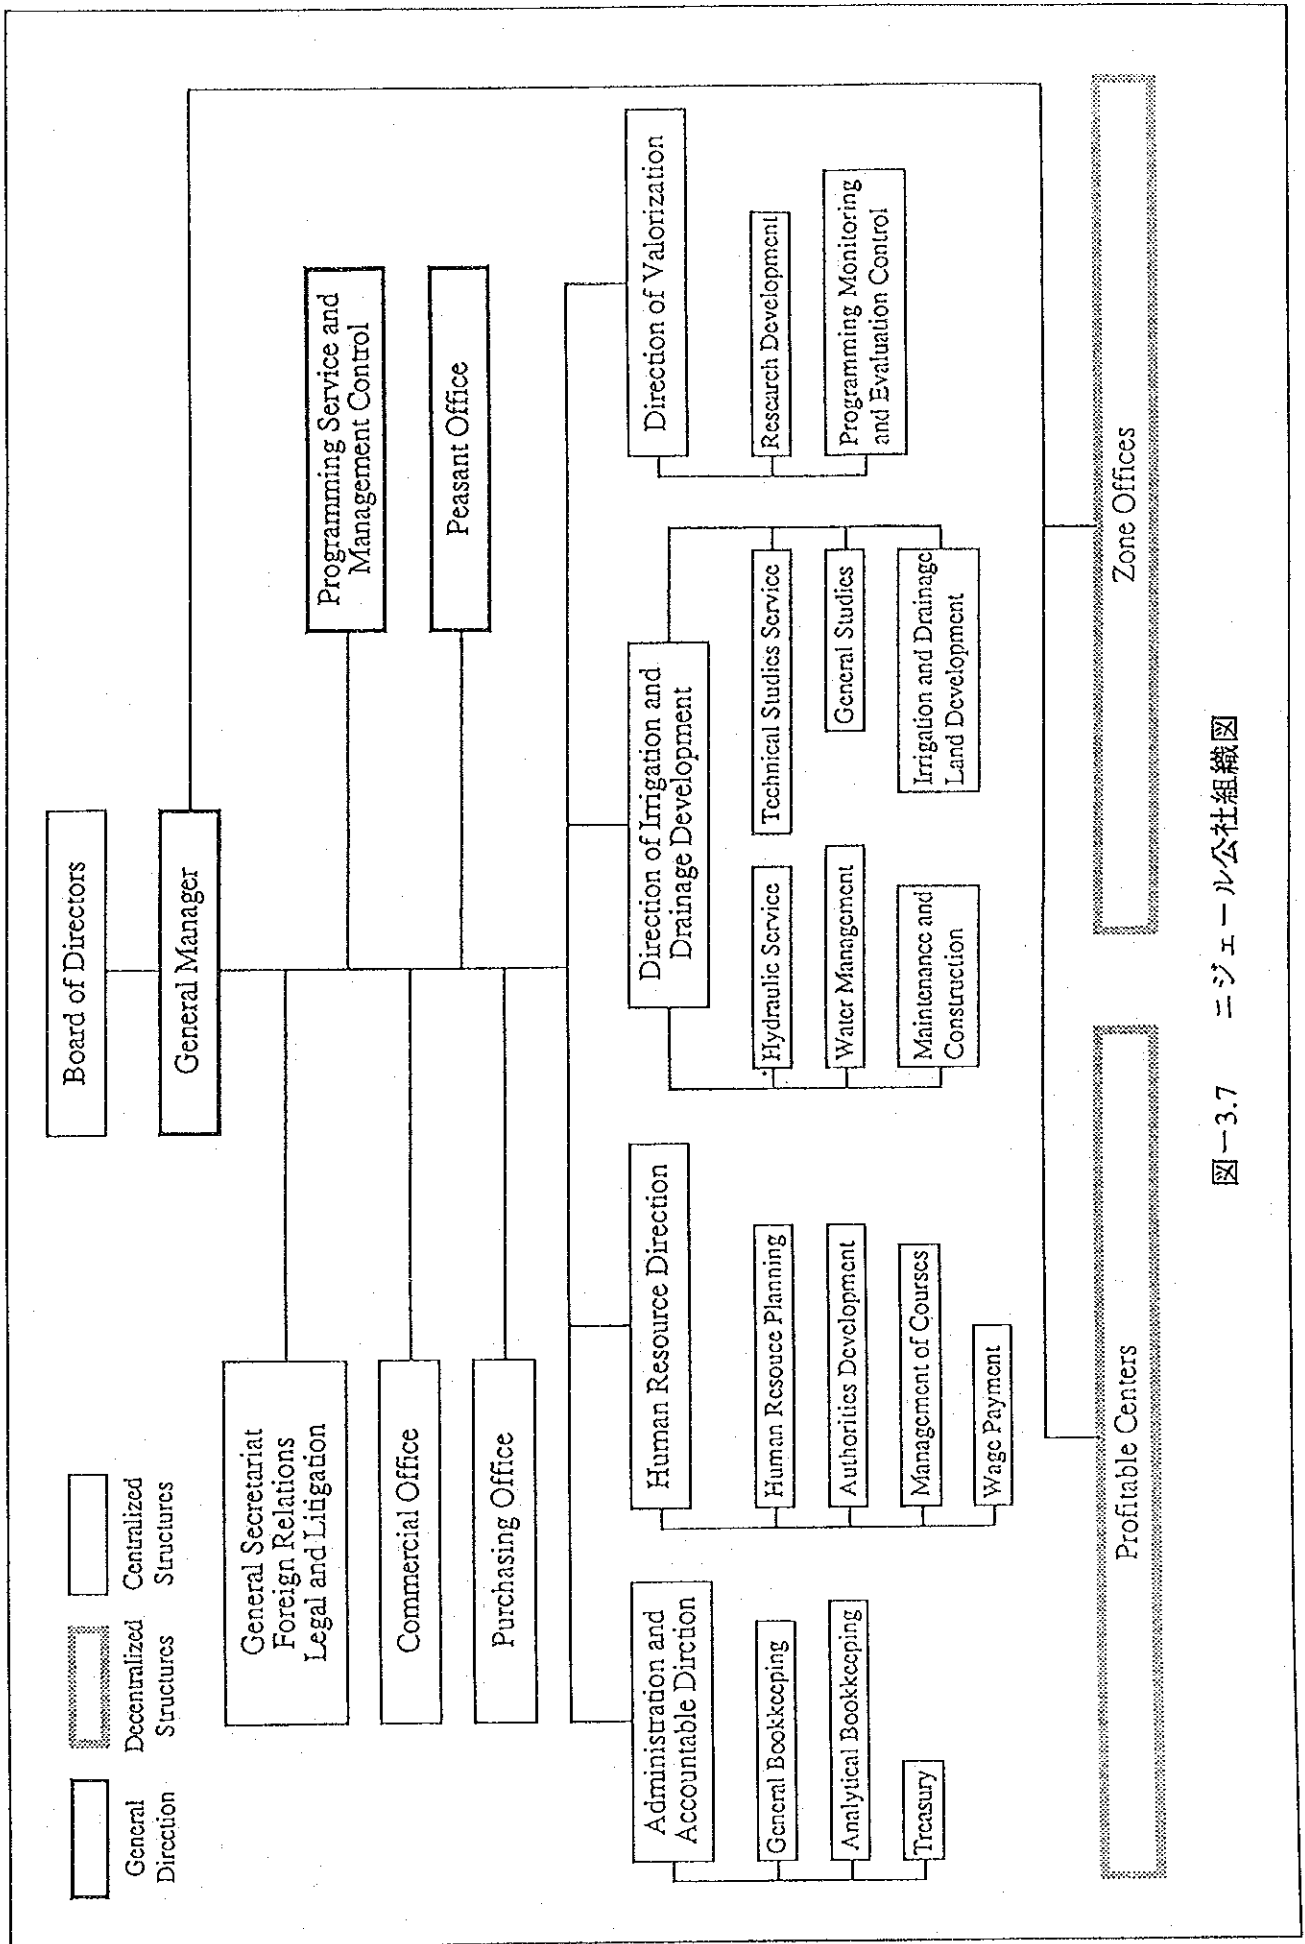 General
Direction
Decentralized
Structures
Centralized
Structures
Board of Directors
General Manager
General Secretariat
Foreign Relations
Legal and Litigation
Commercial Office
Purchasing Office
Programming Service and
Management Control
Peasant Office
Administration and
Accountable Dirction
General Bookkeeping
Analytical Bookkeeping
Treasury
Human Resource Direction
Human Resouce Planning
Authorities Development
Management of Courses
Wage Payment
Direction of Irrigation and
Drainage Development
Hydraulic Service
Water Management
Maintenance and
Construction
Technical Studies Service
General Studies
Irrigation and Drainage
Land Development
Direction of Valorization
Research Development
Programming Monitoring
and Evaluation Control
Profitable Centers
Zone Offices
図-3.7 ニジェール公社組織図